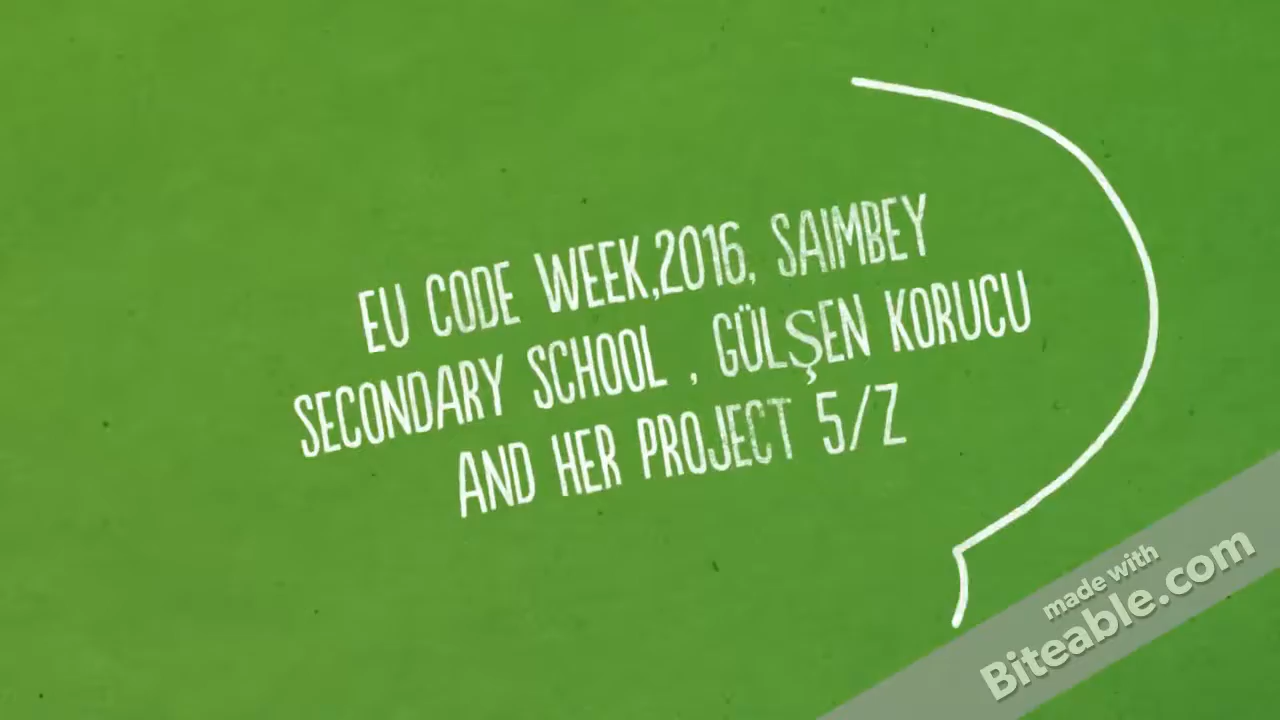 EU CODE WEEK,2016, SAIMBEY
SECONDARY SCHOOL , GÜLŞEN KORUCU
AND HER PROJECT 5/Z
made with
Biteable.com